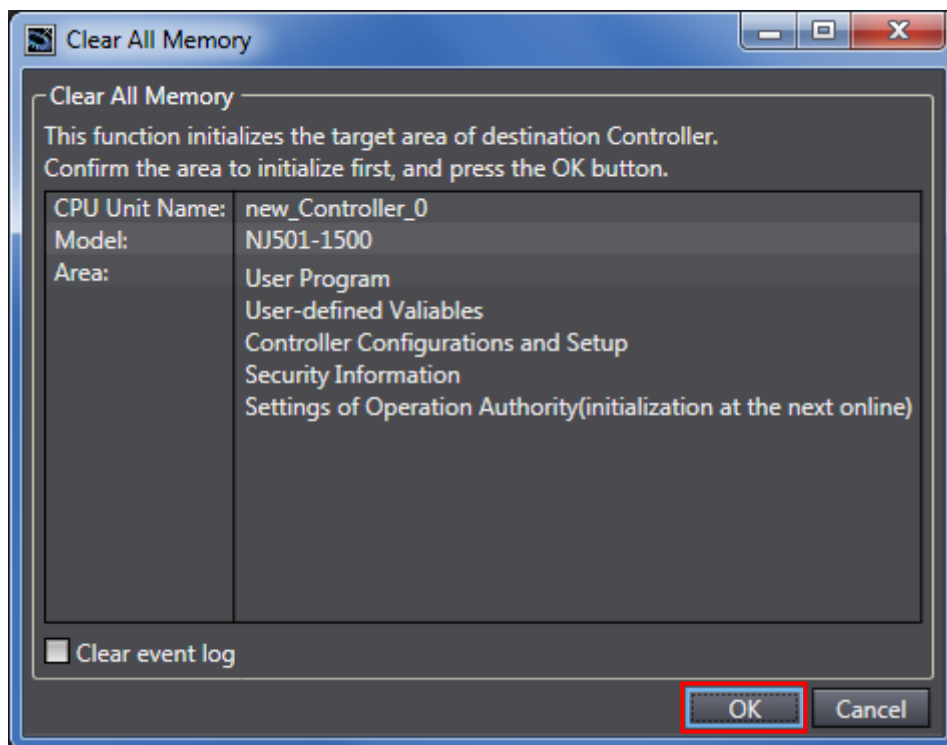 Clear All Memory
Clear All Memory
This function initializes the target area of destination Controller.
Confirm the area to initialize first, and press the OK button.
CPU Unit Name: new_Controller_0
Model: NJ501-1500
Area: User Program
User-defined Valiables
Controller Configurations and Setup
Security Information
Settings of Operation Authority(initialization at the next online)
Clear event log
OK Cancel